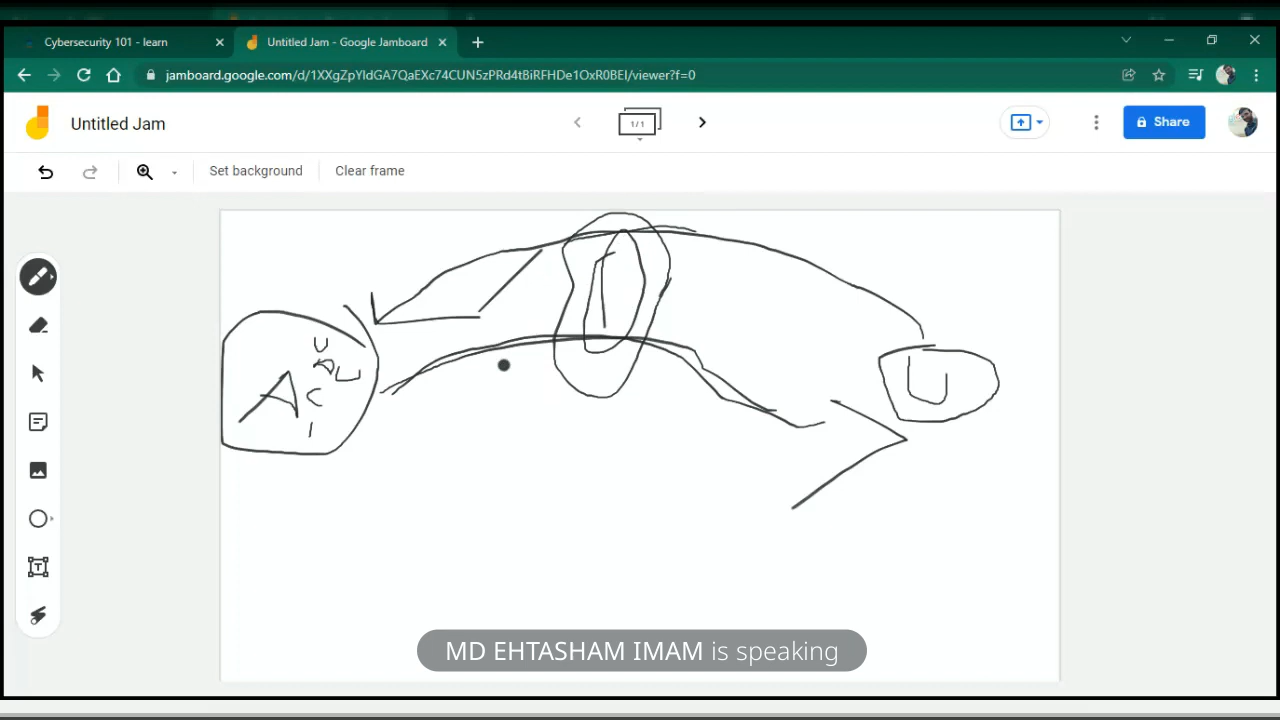 Cybersecurity 101 - learn
Untitled Jam - Google Jamboard
jamboard.google.com/d/1XXgZpYldGA7QaEXc74CUN5zPRd4tBiRFHDe1OxR0BEI/viewer?f=0
Untitled Jam
1/1
Share
Set background
Clear frame
A
U
MD EHTASHAM IMAM is speaking